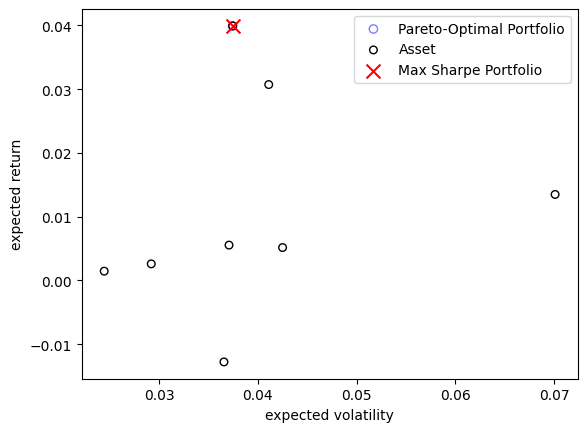 0.04
0.03
0.02
0.01
0.00
−0.01
expected return
0.03
0.04
0.05
0.06
0.07
expected volatility
Pareto-Optimal Portfolio
Asset
Max Sharpe Portfolio